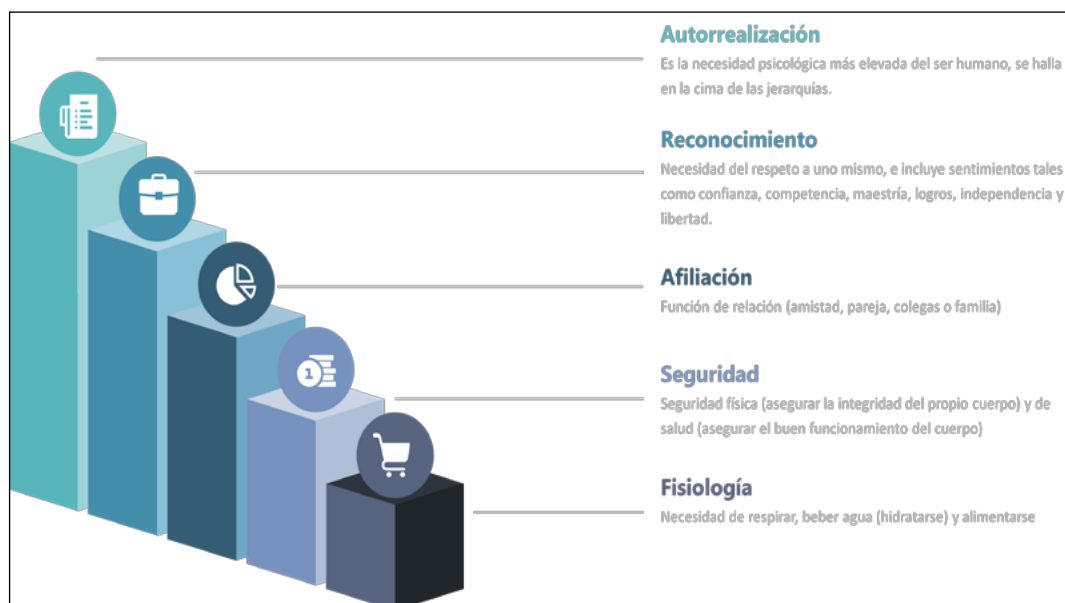 Autorrealización
Es la necesidad psicológica más elevada del ser humano, se halla
en la cima de las jerarquías.
Reconocimiento
Necesidad del respeto a uno mismo, e incluye sentimientos tales
como confianza, competencia, maestría, logros, independencia y
libertad.
Afiliación
Función de relación (amistad, pareja, colegas o familia)
1
Seguridad
Seguridad física (asegurar la integridad del propio cuerpo) y de
salud (asegurar el buen funcionamiento del cuerpo)
Fisiología
Necesidad de respirar, beber agua (hidratarse) y alimentarse